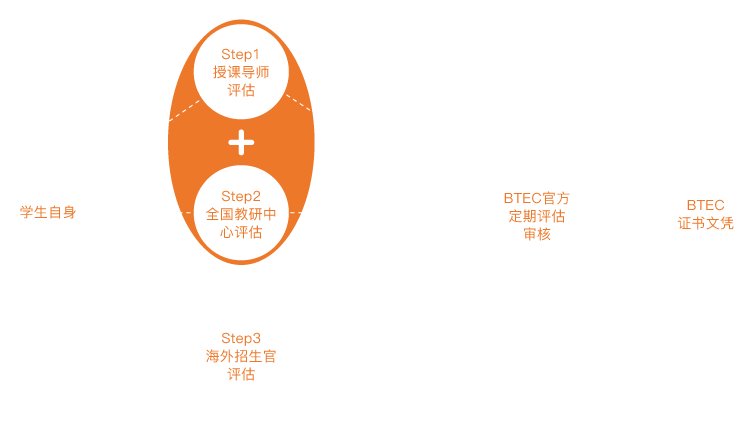 学生自身
Step1
授课导师
评估
Step2
全国教研中
心评估
Step3
海外招生官
评估
BTEC官方
定期评估
审核
BTEC
证书文凭